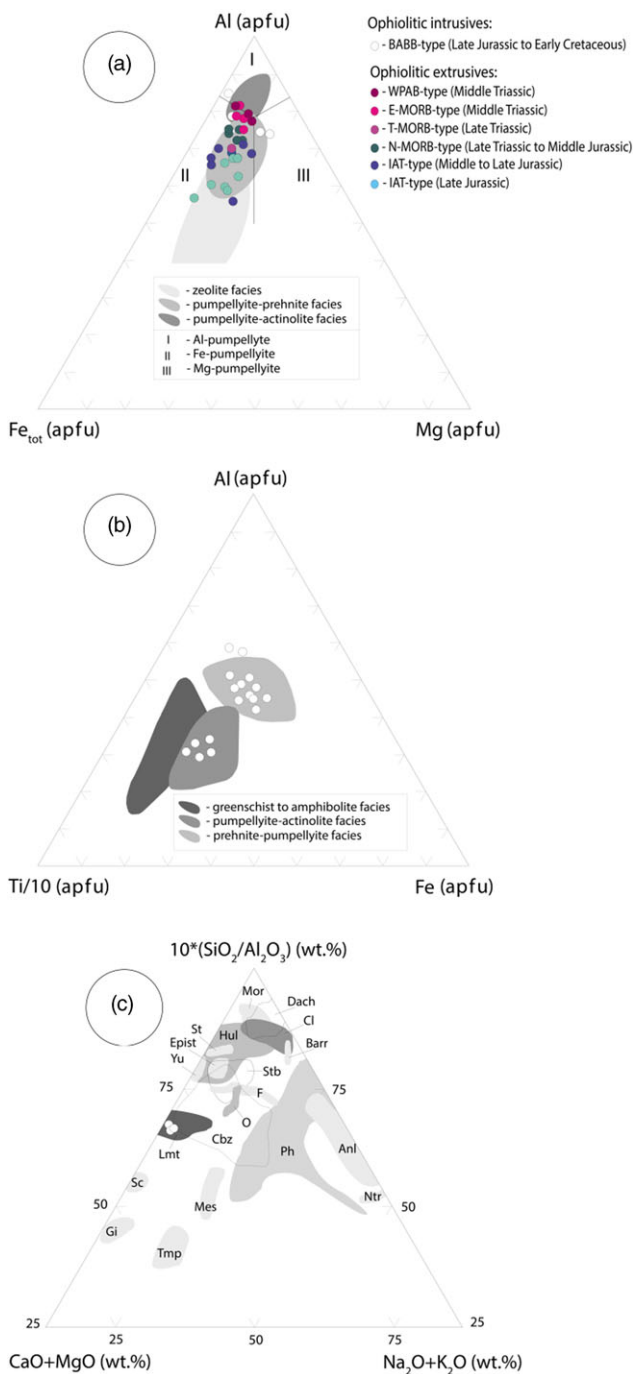 Al (apfu)
(a)
I
II
III
Ophiolitic intrusives:
- BABB-type (Late Jurassic to Early Cretaceous)
Ophiolitic extrusives:
- WPAB-type (Middle Triassic)
- E-MORB-type (Middle Triassic)
- T-MORB-type (Late Triassic)
- N-MORB-type (Late Triassic to Middle Jurassic)
- IAT-type (Middle to Late Jurassic)
- IAT-type (Late Jurassic)
- zeolite facies
- pumpellyite-prehnite facies
- pumpellyite-actinolite facies
I - Al-pumpellyte
II - Fe-pumpellyite
III - Mg-pumpellyite
Fetot (apfu)
Mg (apfu)
Al (apfu)
(b)
- greenschist to amphibolite facies
- pumpellyite-actinolite facies
- prehnite-pumpellyite facies
Ti/10 (apfu)
Fe (apfu)
10*(SiO2/Al2O3) (wt.%)
(c)
Mor
Dach
St
Cl
Hul
Epist
Barr
Yu
Stb
75
75
F
O
Cbz
Lmt
Ph
Anl
Sc
Ntr
50
Mes
50
Gi
Tmp
25
25
25
50
75
CaO+MgO (wt.%)
Na2O+K2O (wt.%)